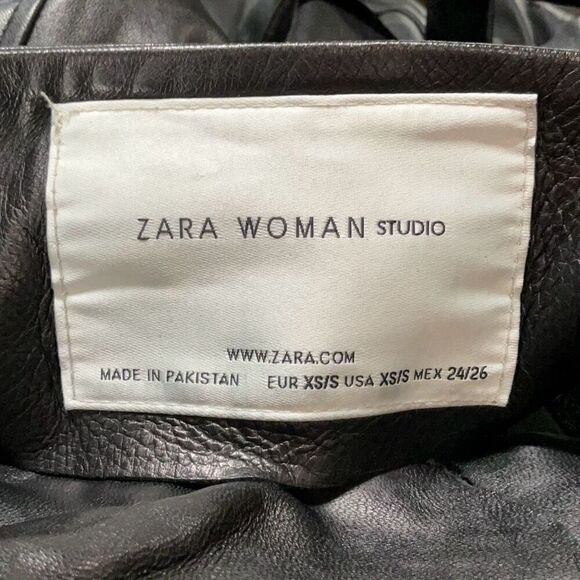 ZARA WOMAN STUDIO
WWW.ZARA.COM
MADE IN PAKISTAN EUR XS/S USA XS/S MEX 24/26